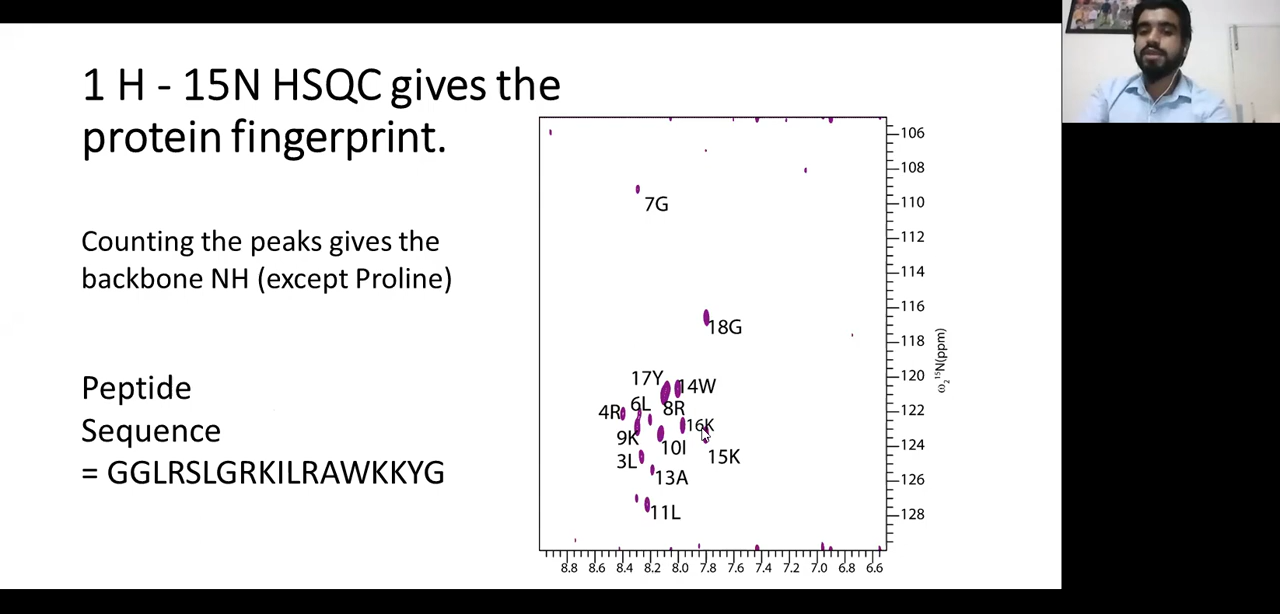 1 H - 15N HSQC gives the
protein fingerprint.
Counting the peaks gives the
backbone NH (except Proline)
Peptide
Sequence
= GGLRSLGRKILRAWKKYG
7G
18G
17Y
14W
6L
8R
4R
16K
9K
10I
3L
15K
13A
11L
106
108
110
112
114
116
118
120
122
124
126
128
ω₂ ¹⁵N(ppm)
8.8 8.6 8.4 8.2 8.0 7.8 7.6 7.4 7.2 7.0 6.8 6.6